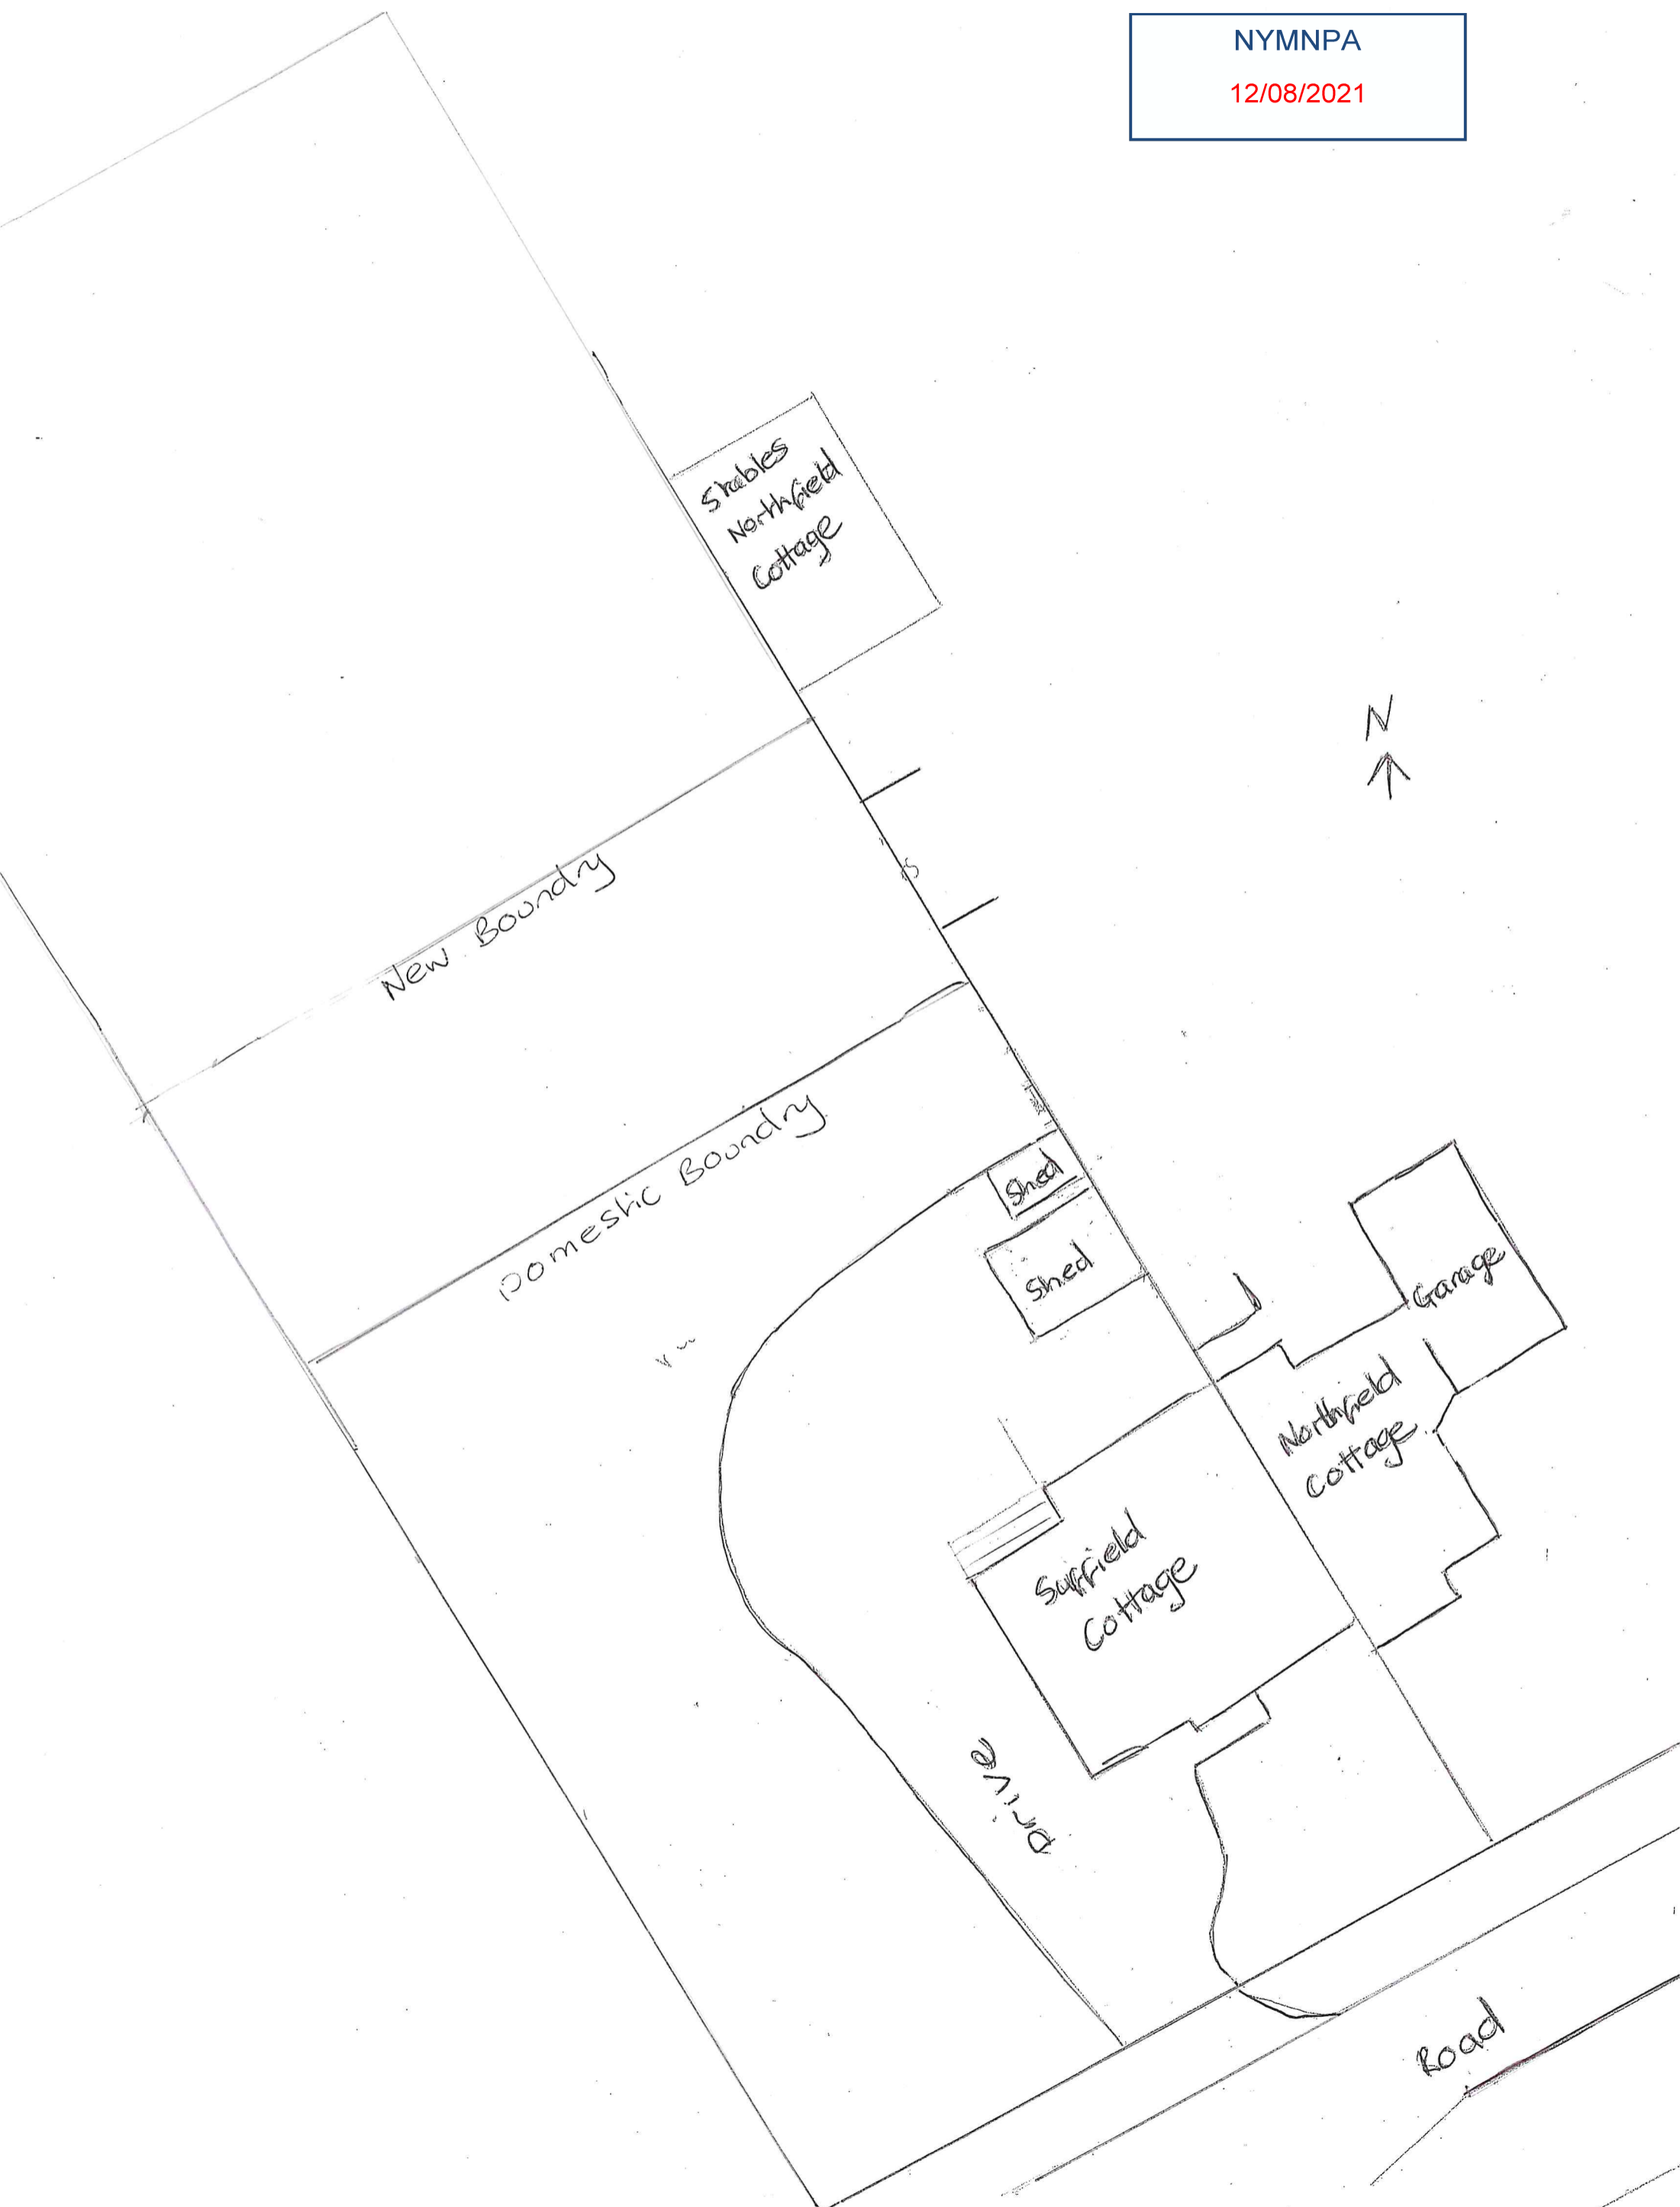 NYMNPA
12/08/2021
Stables
Northfield
Cottage
N
New Boundry
Domestic Boundry
Shed
Shed
Garage
Northfield
Cottage
Suffield
Cottage
Drive
Road